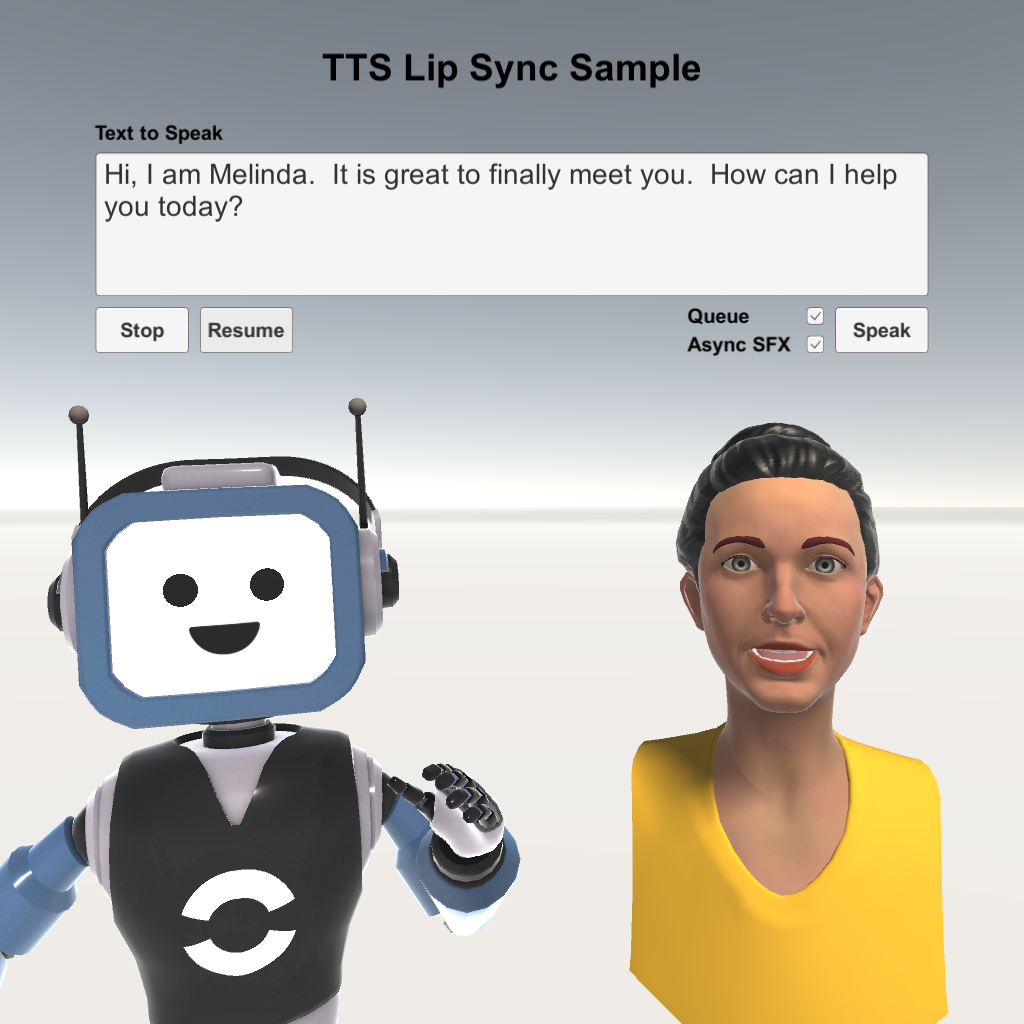 TTS Lip Sync Sample
Text to Speak
Hi, I am Melinda.  It is great to finally meet you.  How can I help
you today?
Stop
Resume
Queue
Async SFX
Speak